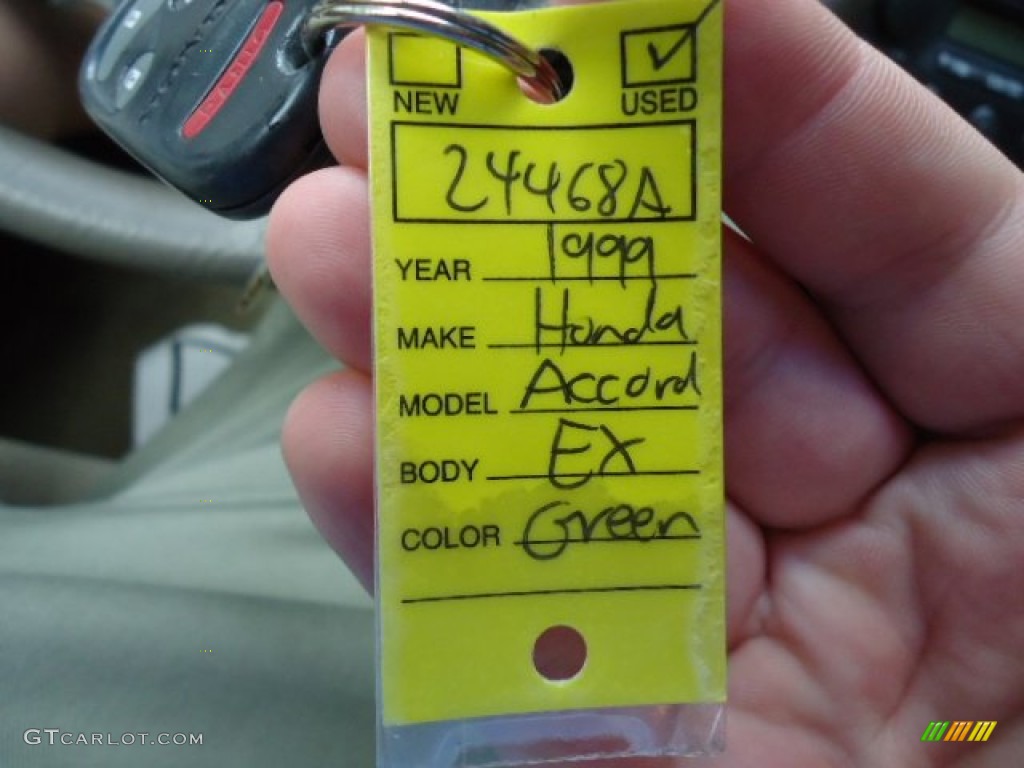 NEW USED
24468A
YEAR 1999
MAKE Honda
MODEL Accord
BODY EX
COLOR Green
GTCARLOT.COM